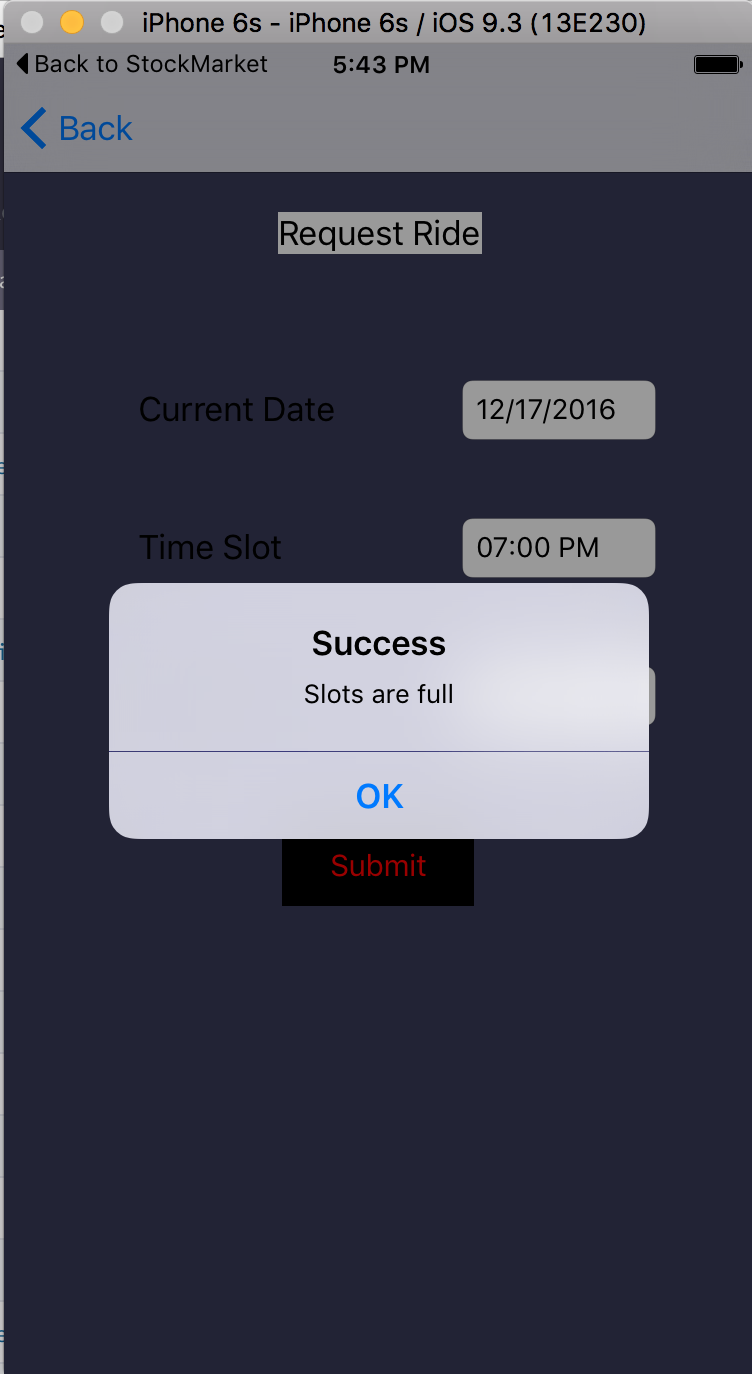 iPhone 6s - iPhone 6s / iOS 9.3 (13E230)
Back to StockMarket 5:43 PM
Back
Request Ride
Current Date 12/17/2016
Time Slot 07:00 PM
Success
Slots are full
OK
Submit